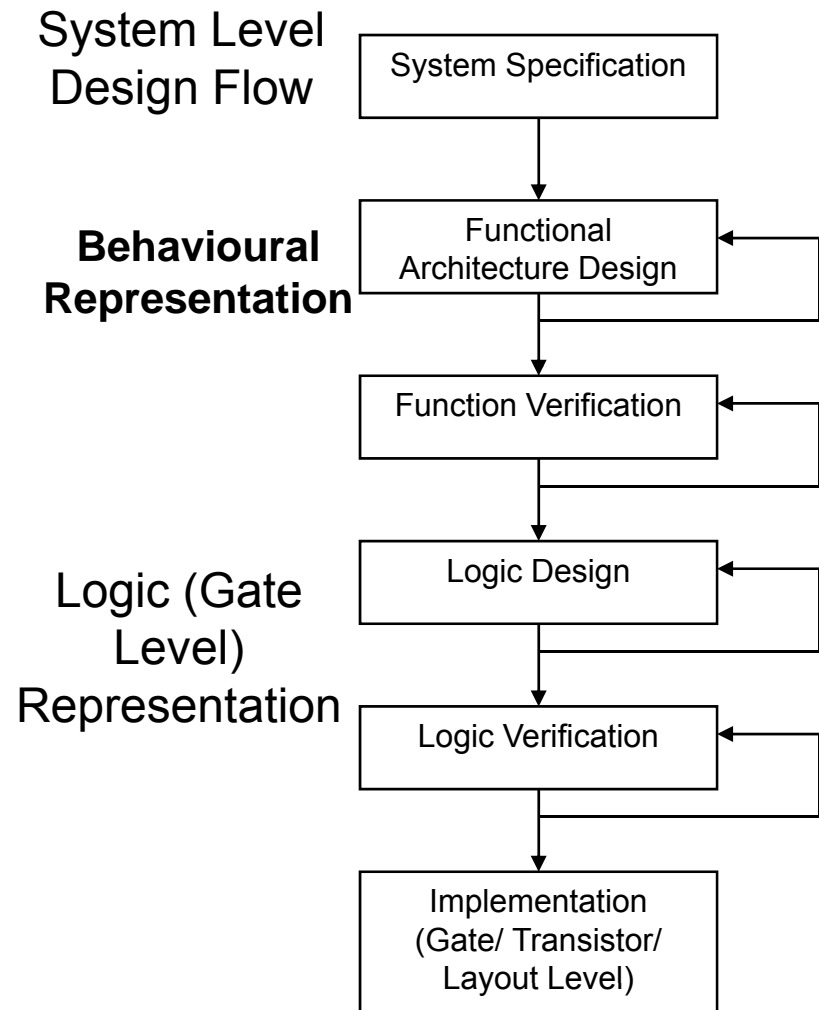 System Level
Design Flow
System Specification
Behavioural
Representation
Functional
Architecture Design
Function Verification
Logic (Gate
Level)
Representation
Logic Design
Logic Verification
Implementation
(Gate/ Transistor/
Layout Level)